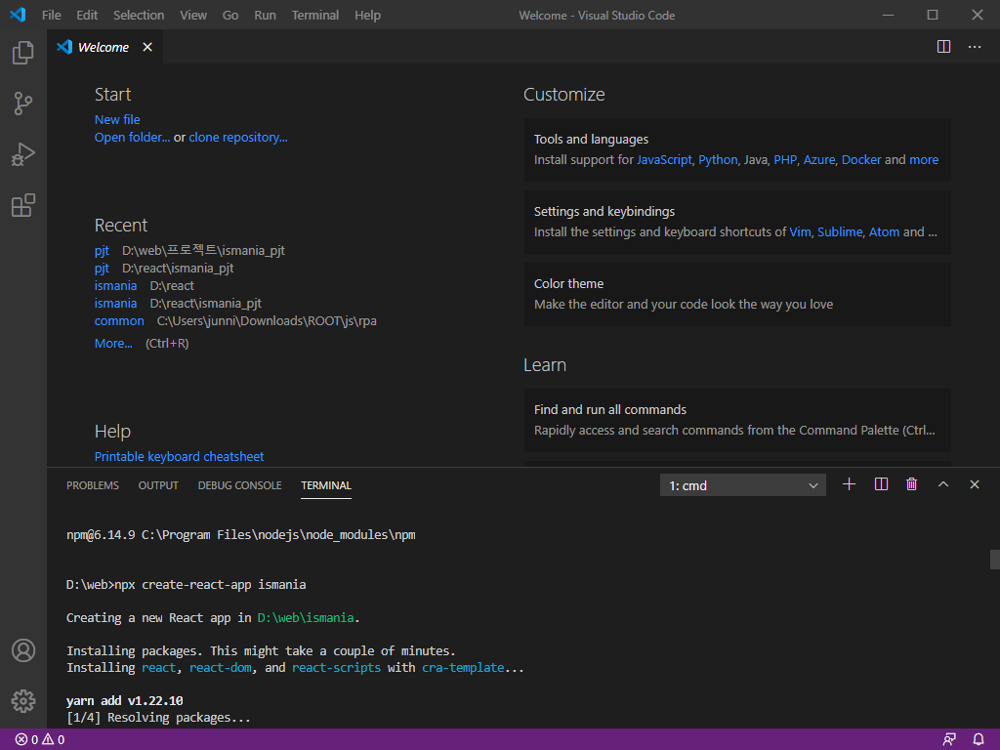 File Edit Selection View Go Run Terminal Help Welcome - Visual Studio Code
Welcome
Start
New file
Open folder... or clone repository...
Recent
pjt D:\web\프로젝트\ismania_pjt
pjt D:\react\ismania_pjt
ismania D:\react
ismania D:\react\ismania_pjt
common C:\Users\junni\Downloads\ROOT\js\rpa
More... (Ctrl+R)
Help
Printable keyboard cheatsheet
Customize
Tools and languages
Install support for JavaScript, Python, Java, PHP, Azure, Docker and more
Settings and keybindings
Install the settings and keyboard shortcuts of Vim, Sublime, Atom and ...
Color theme
Make the editor and your code look the way you love
Learn
Find and run all commands
Rapidly access and search commands from the Command Palette (Ctrl...
PROBLEMS OUTPUT DEBUG CONSOLE TERMINAL 1: cmd
npm@6.14.9 C:\Program Files\nodejs\node_modules\npm
D:\web>npx create-react-app ismania
Creating a new React app in D:\web\ismania.
Installing packages. This might take a couple of minutes.
Installing react, react-dom, and react-scripts with cra-template...
yarn add v1.22.10
[1/4] Resolving packages...
0 0